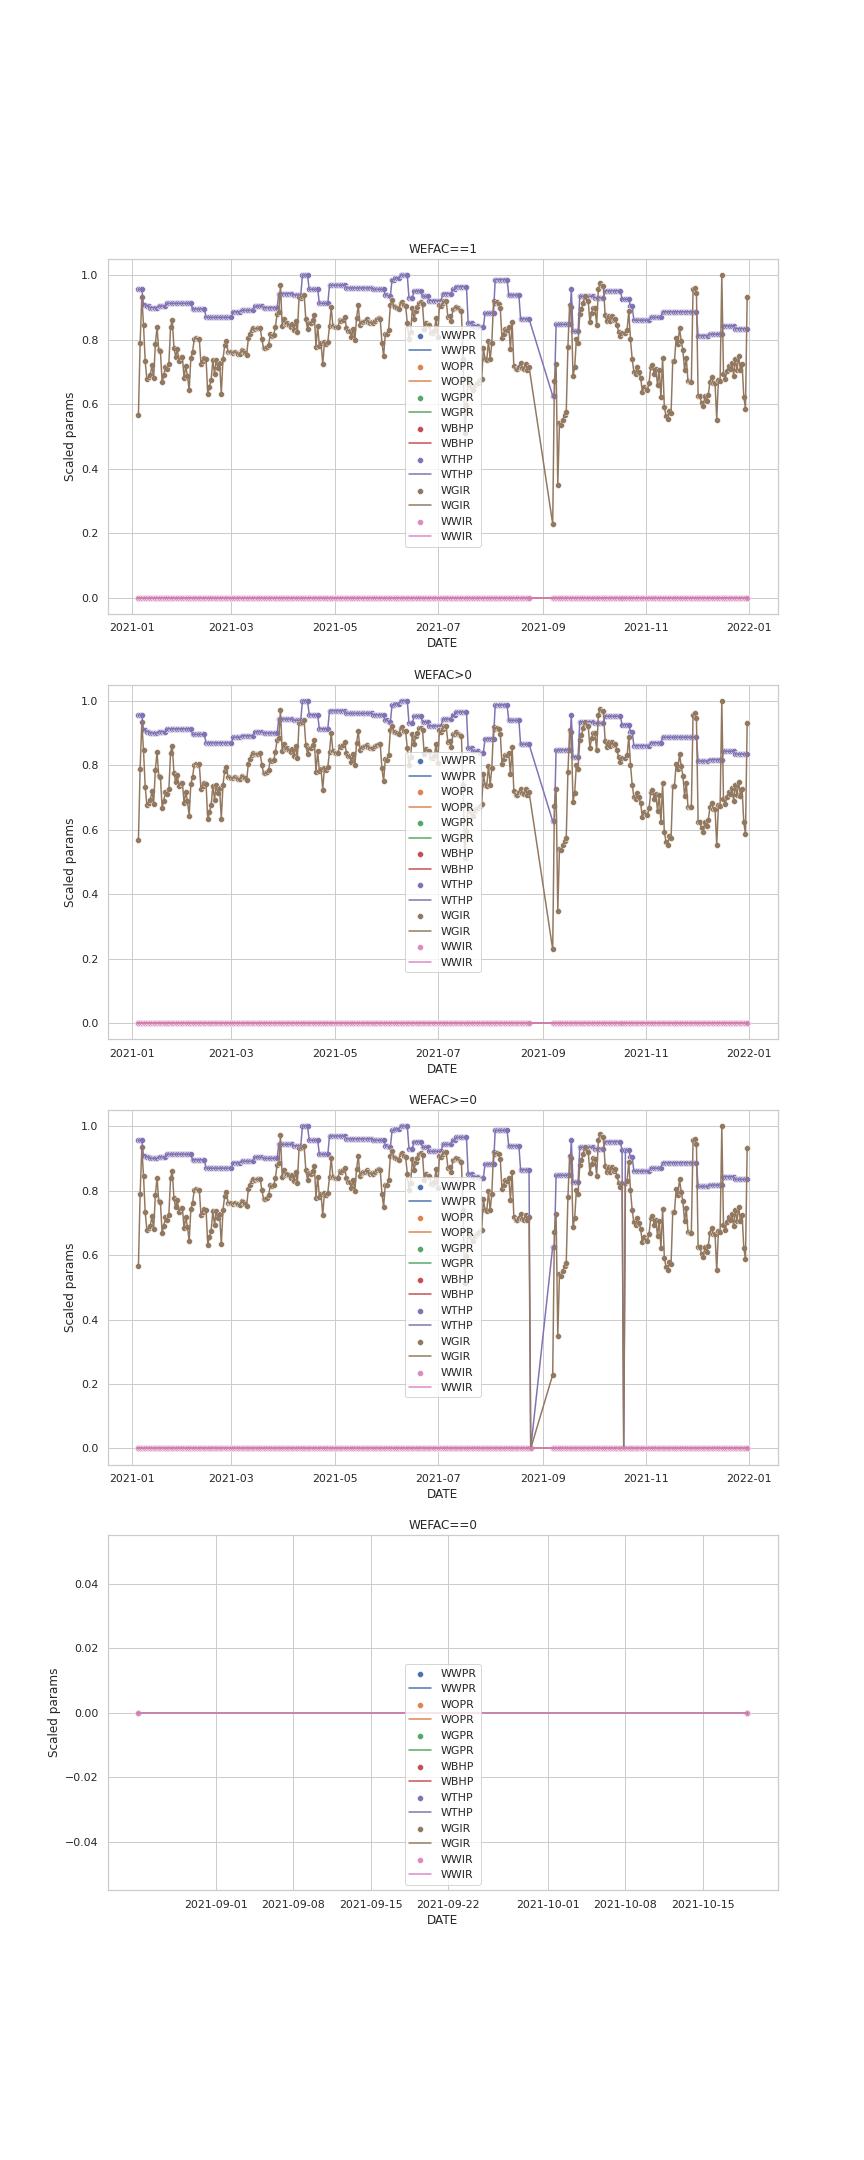 WEFAC==1
1.0
0.8
0.6
0.4
0.2
0.0
Scaled params
WWPR
WWPR
WOPR
WOPR
WGPR
WGPR
WBHP
WBHP
WTHP
WTHP
WGIR
WGIR
WWIR
WWIR
2021-01 2021-03 2021-05 2021-07 2021-09 2021-11 2022-01
DATE
WEFAC>0
1.0
0.8
0.6
0.4
0.2
0.0
Scaled params
WWPR
WWPR
WOPR
WOPR
WGPR
WGPR
WBHP
WBHP
WTHP
WTHP
WGIR
WGIR
WWIR
WWIR
2021-01 2021-03 2021-05 2021-07 2021-09 2021-11 2022-01
DATE
WEFAC>=0
1.0
0.8
0.6
0.4
0.2
0.0
Scaled params
WWPR
WWPR
WOPR
WOPR
WGPR
WGPR
WBHP
WBHP
WTHP
WTHP
WGIR
WGIR
WWIR
WWIR
2021-01 2021-03 2021-05 2021-07 2021-09 2021-11 2022-01
DATE
WEFAC==0
0.04
0.02
0.00
−0.02
−0.04
Scaled params
WWPR
WWPR
WOPR
WOPR
WGPR
WGPR
WBHP
WBHP
WTHP
WTHP
WGIR
WGIR
WWIR
WWIR
2021-09-01 2021-09-08 2021-09-15 2021-09-22 2021-10-01 2021-10-08 2021-10-15
DATE